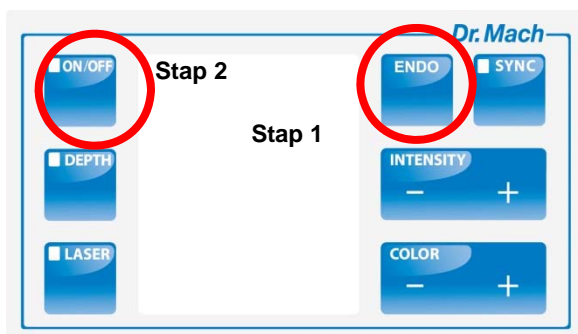 Dr. Mach
ON/OFF Stap 2 ENDO SYNC
Stap 1
DEPTH INTENSITY
- +
LASER COLOR
- +